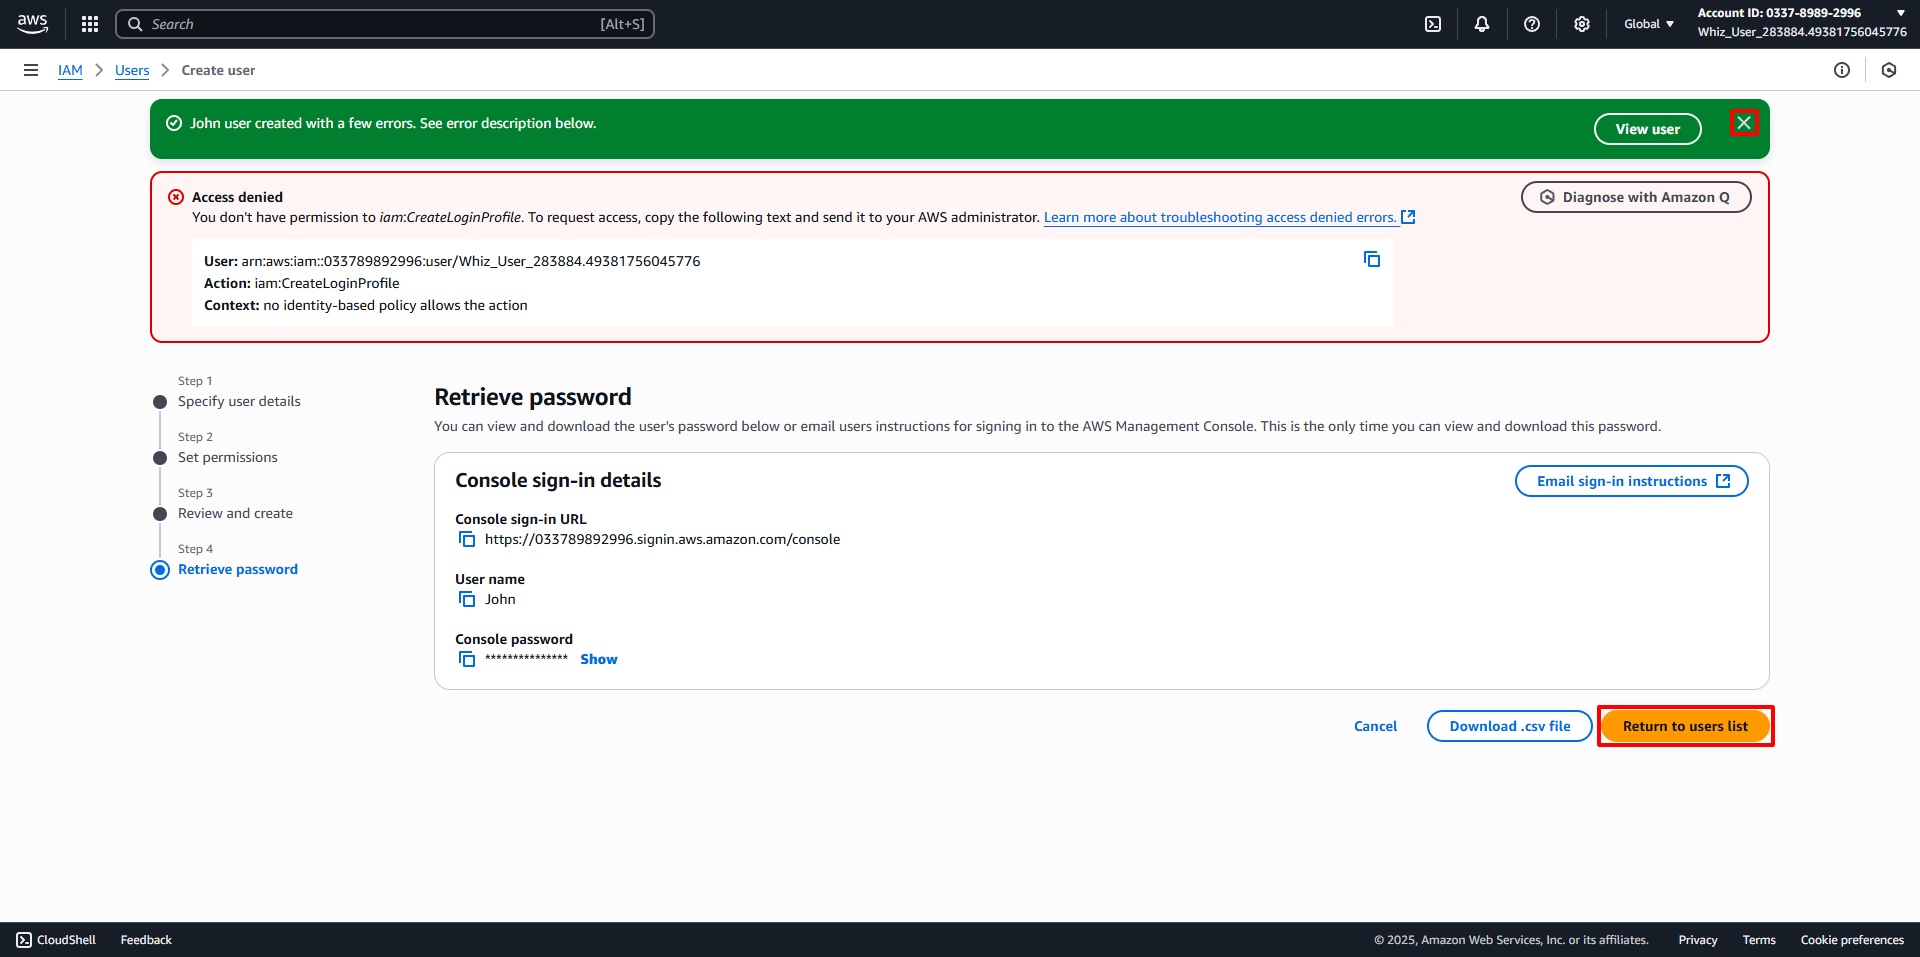 aws
Search
[Alt+S]
Global
Account ID: 0337-8989-2996
Whiz_User_283884.49381756045776
IAM
Users
Create user
John user created with a few errors. See error description below.
View user
Access denied
You don't have permission to iam:CreateLoginProfile. To request access, copy the following text and send it to your AWS administrator. Learn more about troubleshooting access denied errors.
Diagnose with Amazon Q
User: arn:aws:iam::033789892996:user/Whiz_User_283884.49381756045776
Action: iam:CreateLoginProfile
Context: no identity-based policy allows the action
Step 1
Specify user details
Step 2
Set permissions
Step 3
Review and create
Step 4
Retrieve password
Retrieve password
You can view and download the user's password below or email users instructions for signing in to the AWS Management Console. This is the only time you can view and download this password.
Console sign-in details
Email sign-in instructions
Console sign-in URL
https://033789892996.signin.aws.amazon.com/console
User name
John
Console password
*************** Show
Cancel
Download .csv file
Return to users list
CloudShell
Feedback
© 2025, Amazon Web Services, Inc. or its affiliates.
Privacy
Terms
Cookie preferences